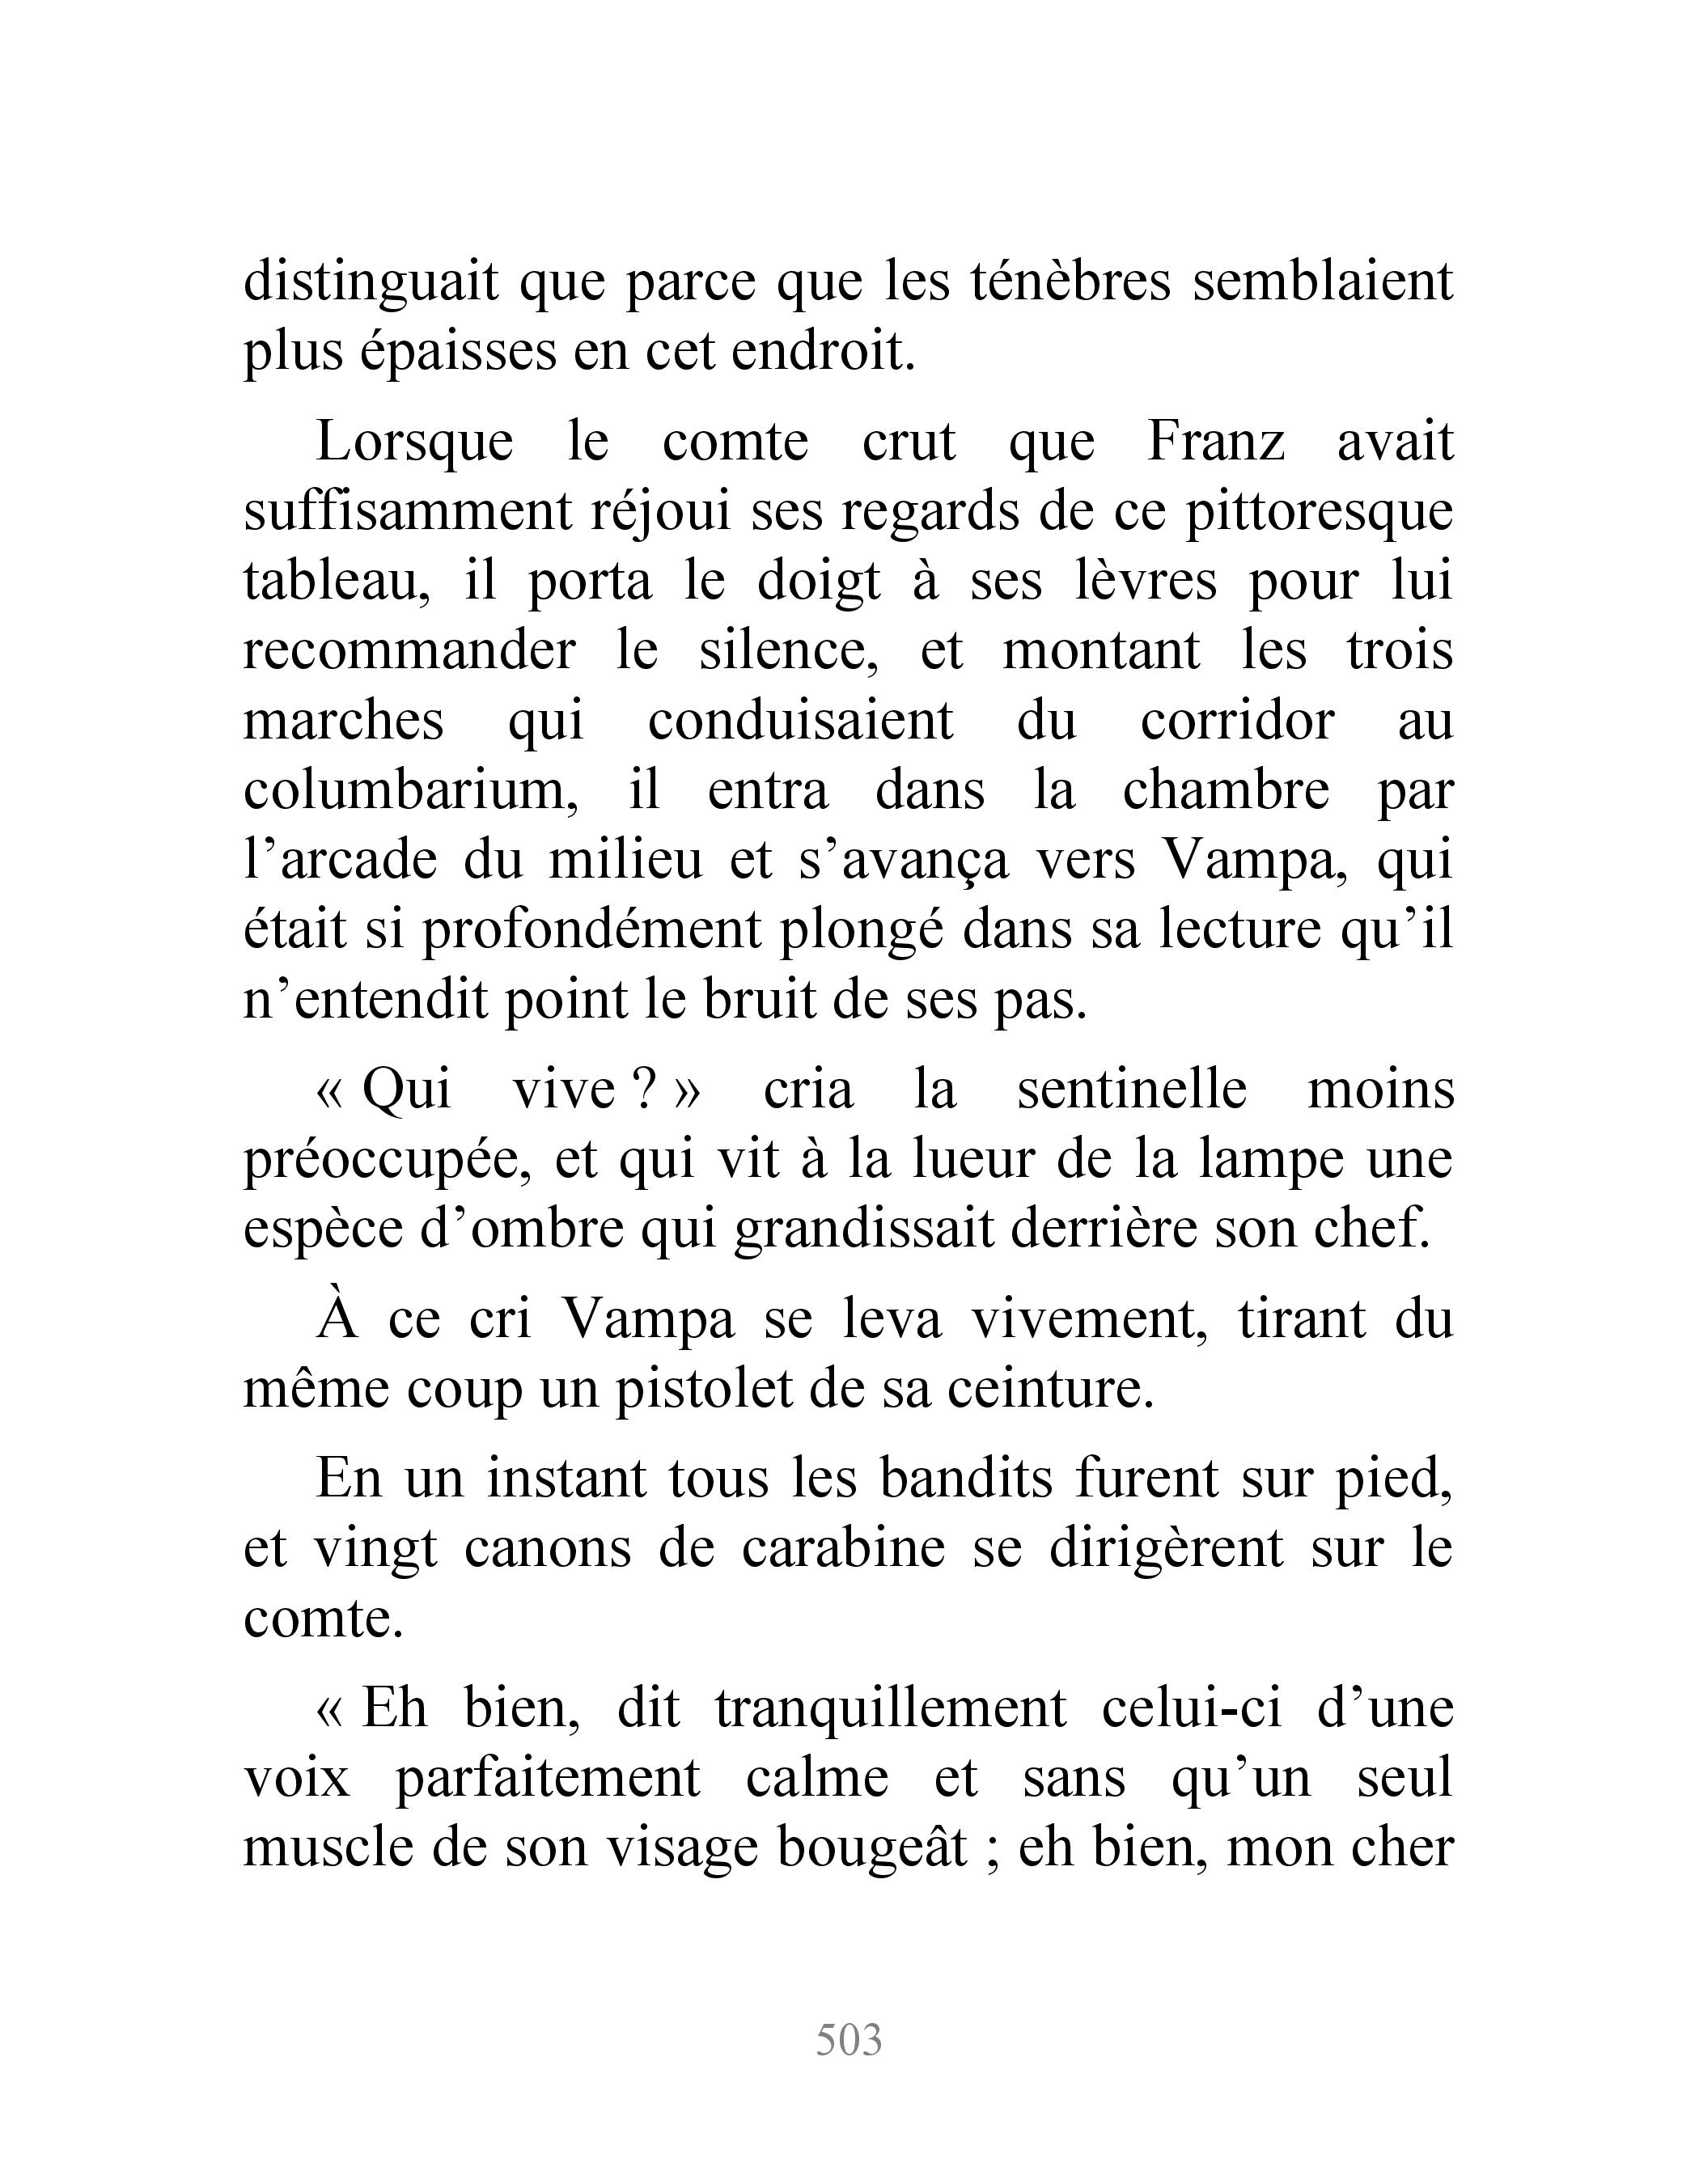 distinguait que parce que les ténèbres semblaient
plus épaisses en cet endroit.
Lorsque le comte crut que Franz avait
suffisamment réjoui ses regards de ce pittoresque
tableau, il porta le doigt à ses lèvres pour lui
recommander le silence, et montant les trois
marches qui conduisaient du corridor au
columbarium, il entra dans la chambre par
l’arcade du milieu et s’avança vers Vampa, qui
était si profondément plongé dans sa lecture qu’il
n’entendit point le bruit de ses pas.
« Qui vive ? » cria la sentinelle moins
préoccupée, et qui vit à la lueur de la lampe une
espèce d’ombre qui grandissait derrière son chef.
À ce cri Vampa se leva vivement, tirant du
même coup un pistolet de sa ceinture.
En un instant tous les bandits furent sur pied,
et vingt canons de carabine se dirigèrent sur le
comte.
« Eh bien, dit tranquillement celui-ci d’une
voix parfaitement calme et sans qu’un seul
muscle de son visage bougeât ; eh bien, mon cher
503